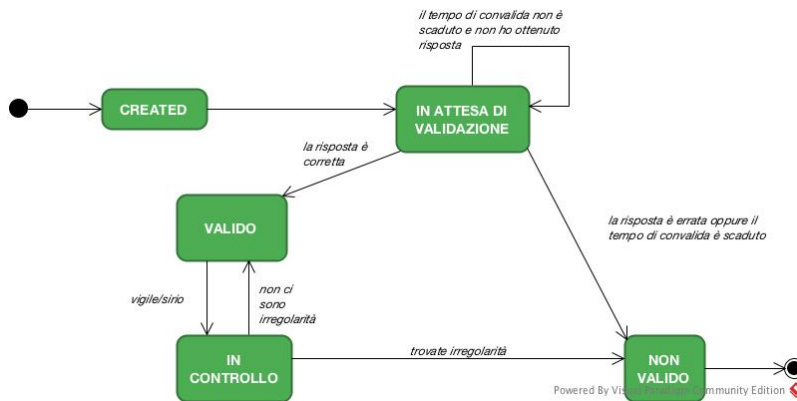 il tempo di convalida non è
scaduto e non ho ottenuto
risposta
CREATED
IN ATTESA DI
VALIDAZIONE
la risposta è
corretta
VALIDO
la risposta è errata oppure il
tempo di convalida è scaduto
vigile/sirio
non ci
sono
irregolarità
IN
CONTROLLO
trovate irregolarità
NON
VALIDO
Powered By Visual Paradigm Community Edition